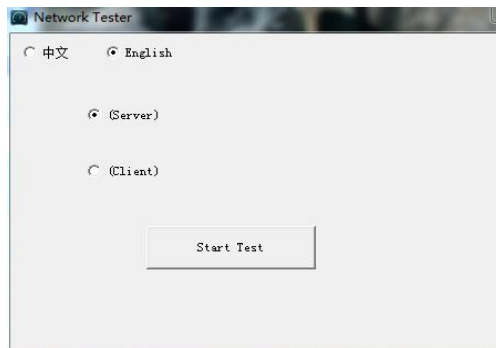 Network Tester
中文 English
(Server)
(Client)
Start Test